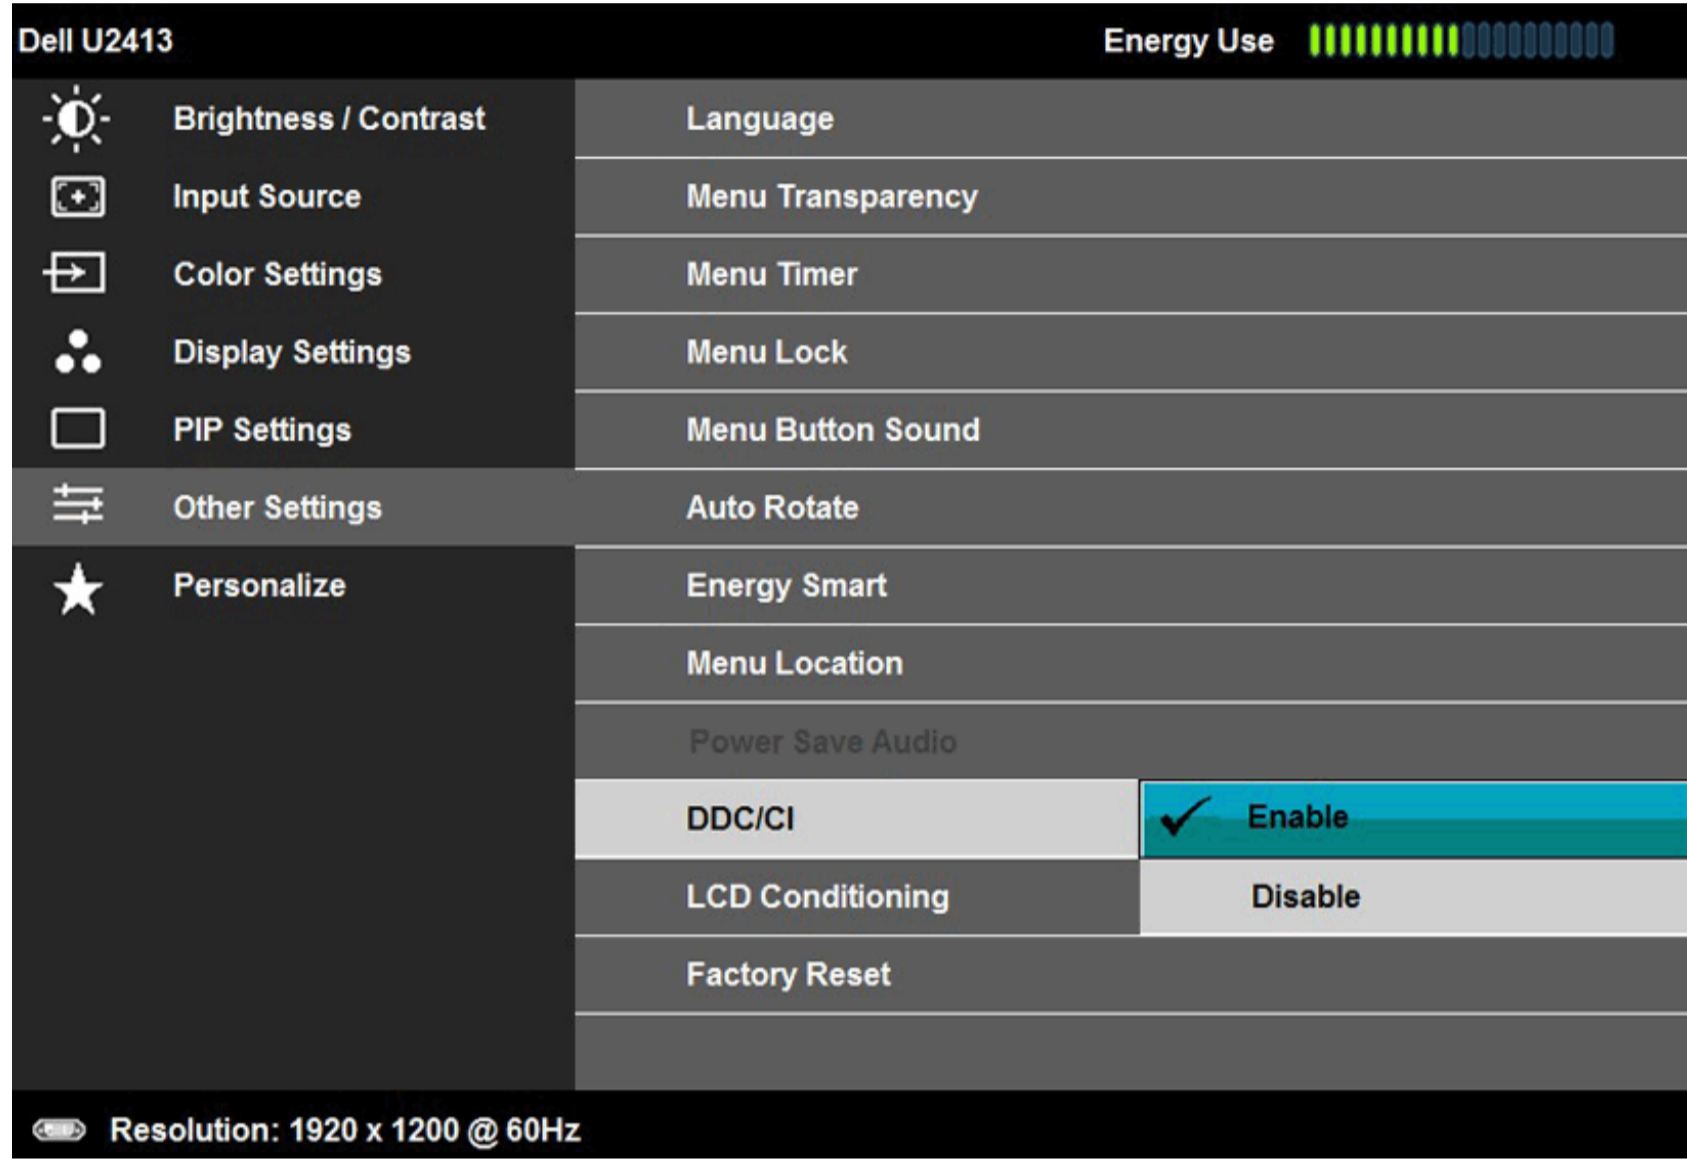 Dell U2413
Energy Use
Brightness / Contrast
Input Source
Color Settings
Display Settings
PIP Settings
Other Settings
Personalize
Language
Menu Transparency
Menu Timer
Menu Lock
Menu Button Sound
Auto Rotate
Energy Smart
Menu Location
Power Save Audio
DDC/CI
Enable
LCD Conditioning
Disable
Factory Reset
Resolution: 1920 x 1200 @ 60Hz